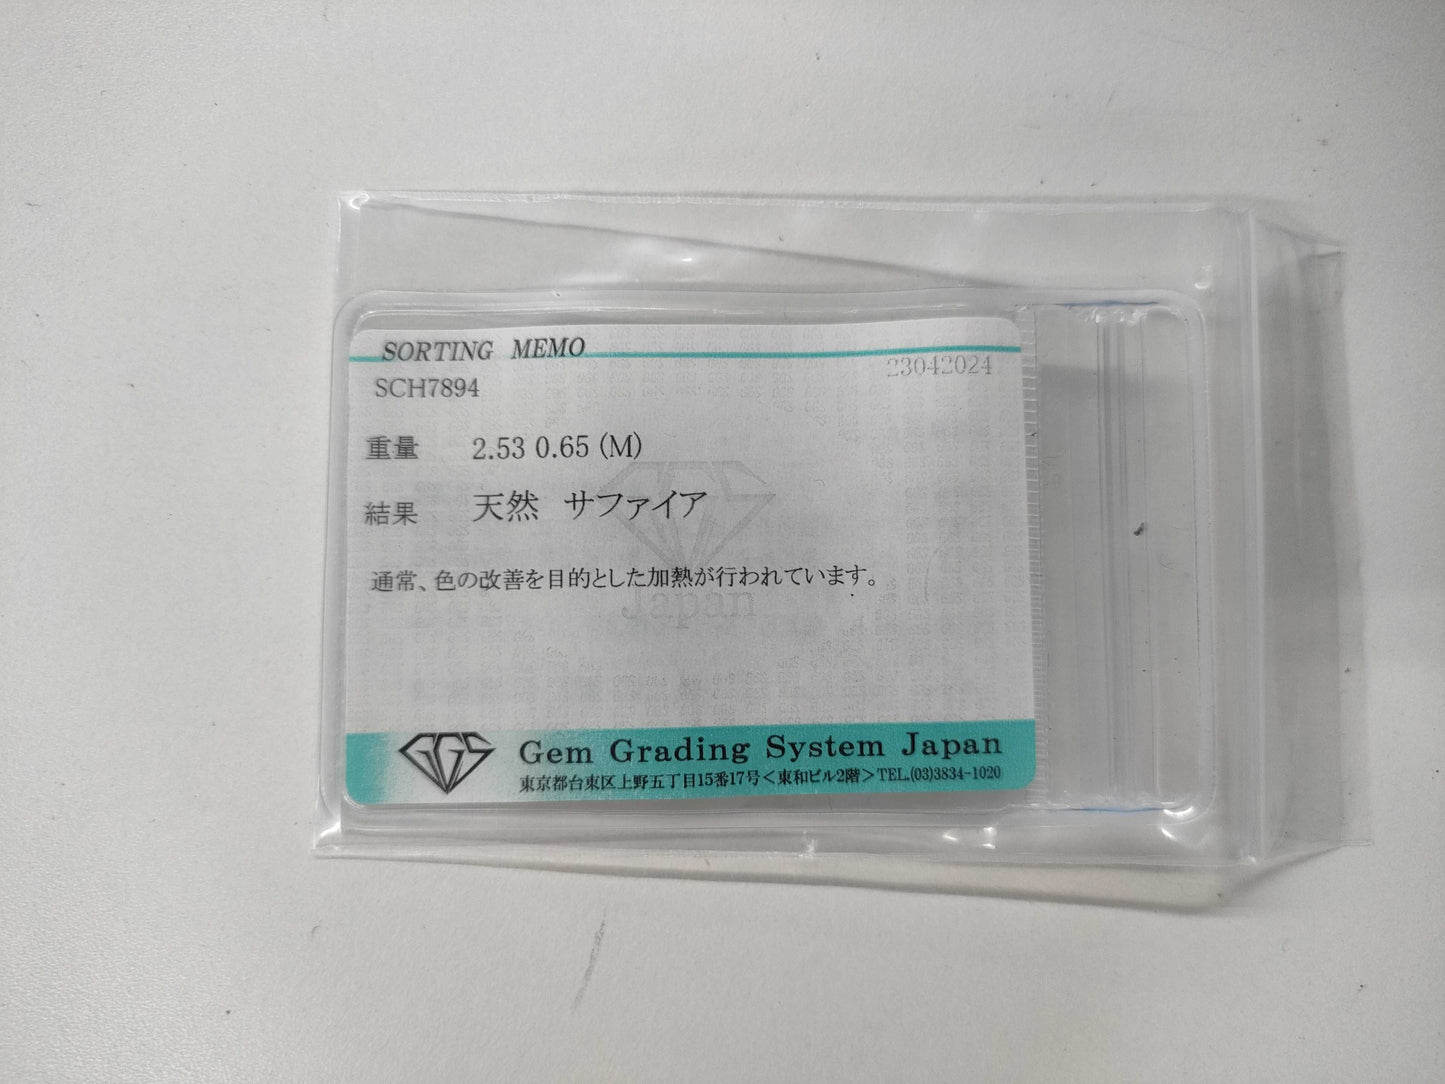 SORTING MEMO
23042024
SCH7894
重量 2.53 0.65 (M)
結果 天然 サファイア
通常、色の改善を目的とした加熱が行われています。
GGS
Japan
GGS Gem Grading System Japan
東京都台東区上野五丁目15番17号＜東和ビル2階＞TEL.(03)3834-1020